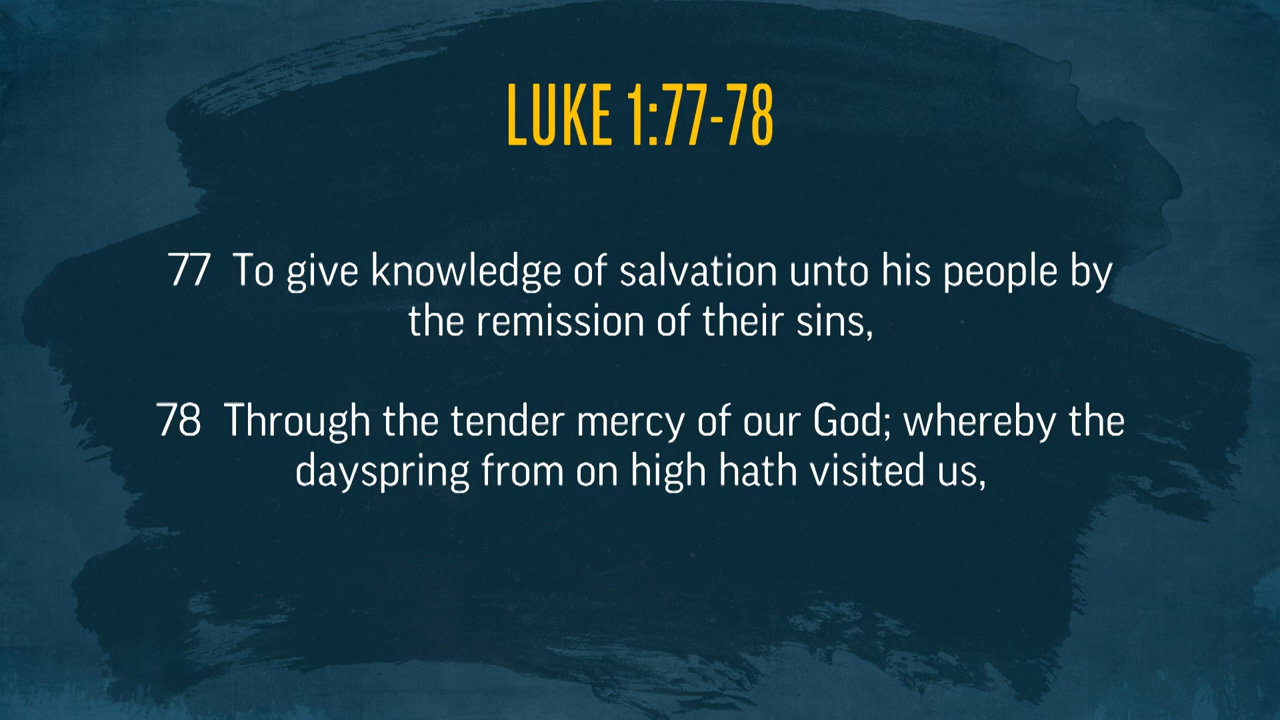 LUKE 1:77-78
77 To give knowledge of salvation unto his people by
the remission of their sins,
78 Through the tender mercy of our God; whereby the
dayspring from on high hath visited us,